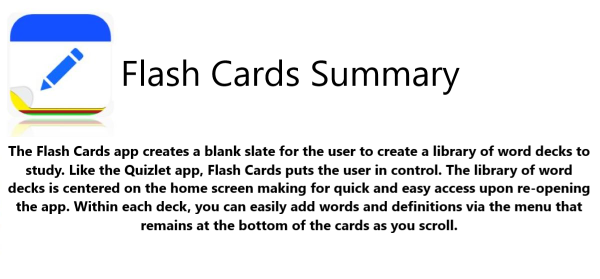 Flash Cards Summary
The Flash Cards app creates a blank slate for the user to create a library of word decks to
study. Like the Quizlet app, Flash Cards puts the user in control. The library of word
decks is centered on the home screen making for quick and easy access upon re-opening
the app. Within each deck, you can easily add words and definitions via the menu that
remains at the bottom of the cards as you scroll.